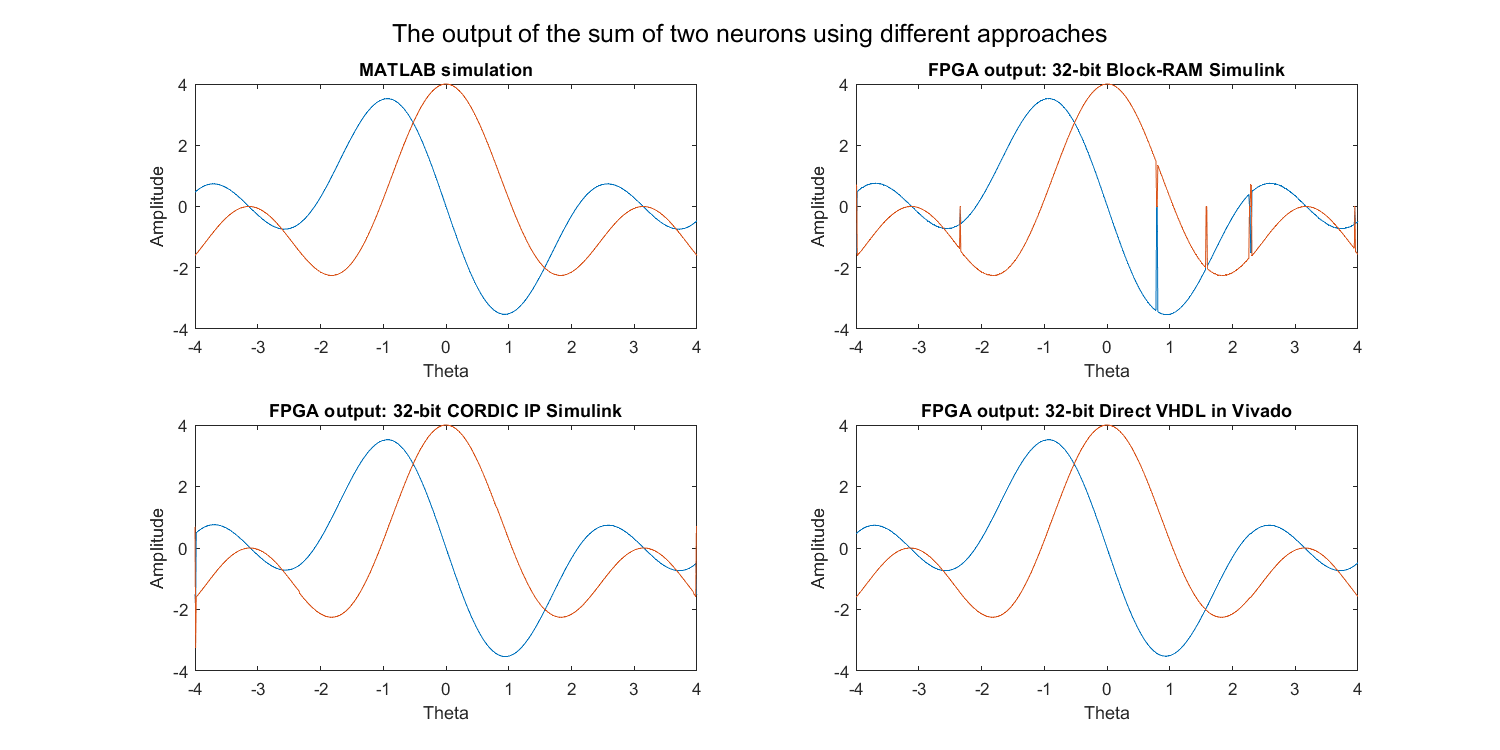 The output of the sum of two neurons using different approaches
MATLAB simulation
4
2
0
-2
-4
Amplitude
-4 -3 -2 -1 0 1 2 3 4
Theta
FPGA output: 32-bit Block-RAM Simulink
4
2
0
-2
-4
Amplitude
-4 -3 -2 -1 0 1 2 3 4
Theta
FPGA output: 32-bit CORDIC IP Simulink
4
2
0
-2
-4
Amplitude
-4 -3 -2 -1 0 1 2 3 4
Theta
FPGA output: 32-bit Direct VHDL in Vivado
4
2
0
-2
-4
Amplitude
-4 -3 -2 -1 0 1 2 3 4
Theta